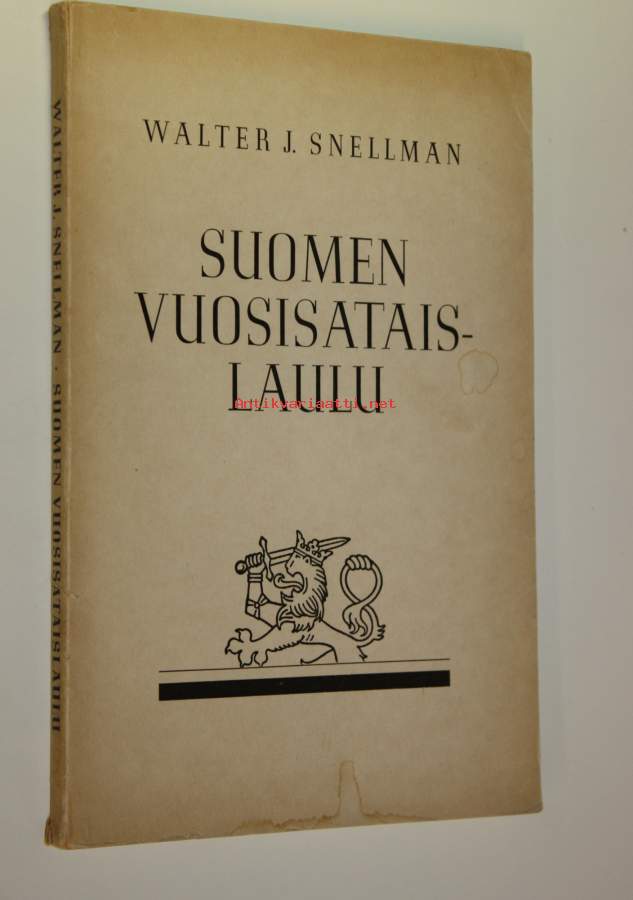 WALTER J. SNELLMAN
SUOMEN
VUOSISATAIS-
LAULU
Antikvariaatti.net
WALTER J. SNELLMAN · SUOMEN VUOSISATAISLAULU